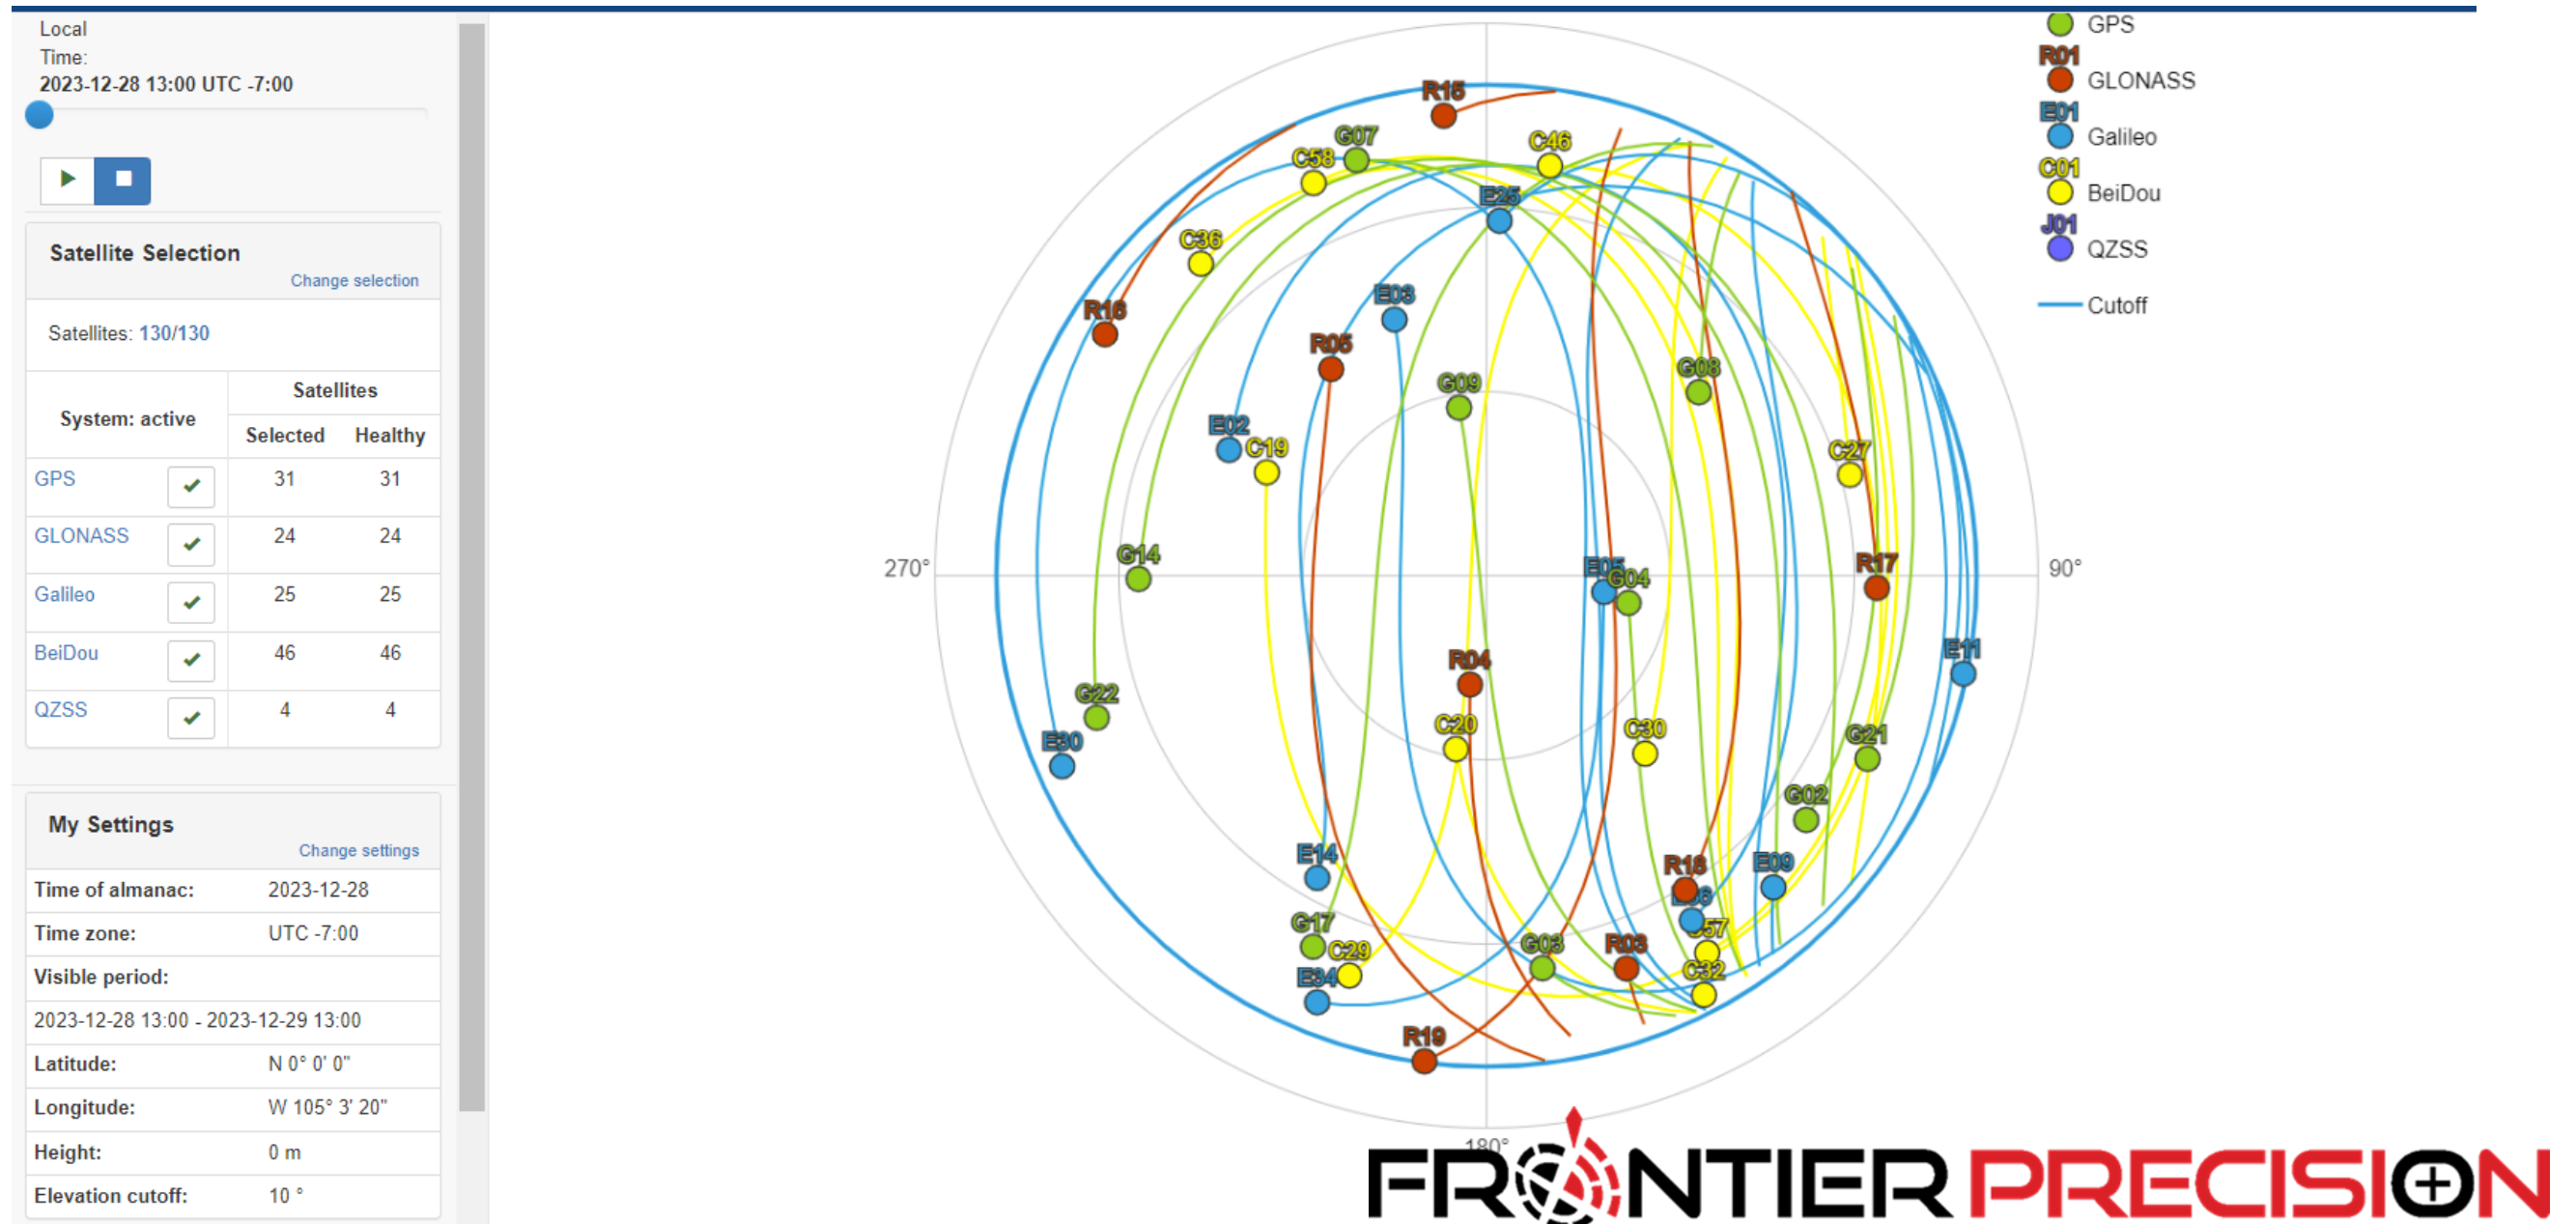 Local
Time:
2023-12-28 13:00 UTC -7:00
Satellite Selection
Change selection
Satellites: 130/130
System: active
Satellites
Selected Healthy
GPS 31 31
GLONASS 24 24
Galileo 25 25
BeiDou 46 46
QZSS 4 4
My Settings
Change settings
Time of almanac: 2023-12-28
Time zone: UTC -7:00
Visible period:
2023-12-28 13:00 - 2023-12-29 13:00
Latitude: N 0° 0' 0"
Longitude: W 105° 3' 20"
Height: 0 m
Elevation cutoff: 10 °
R15
G07
C58
C46
E25
C36
R16
E03
R05
G09
G08
E02
C19
C27
270°
90°
G14
E05
G04
R17
R04
E11
G22
C20
C30
E30
G21
G02
E14
R18
E09
G17
C29
G03
R03
57
E34
C32
R19
180°
GPS
R01
GLONASS
E01
Galileo
C01
BeiDou
J01
QZSS
Cutoff
FRONTIER PRECISION